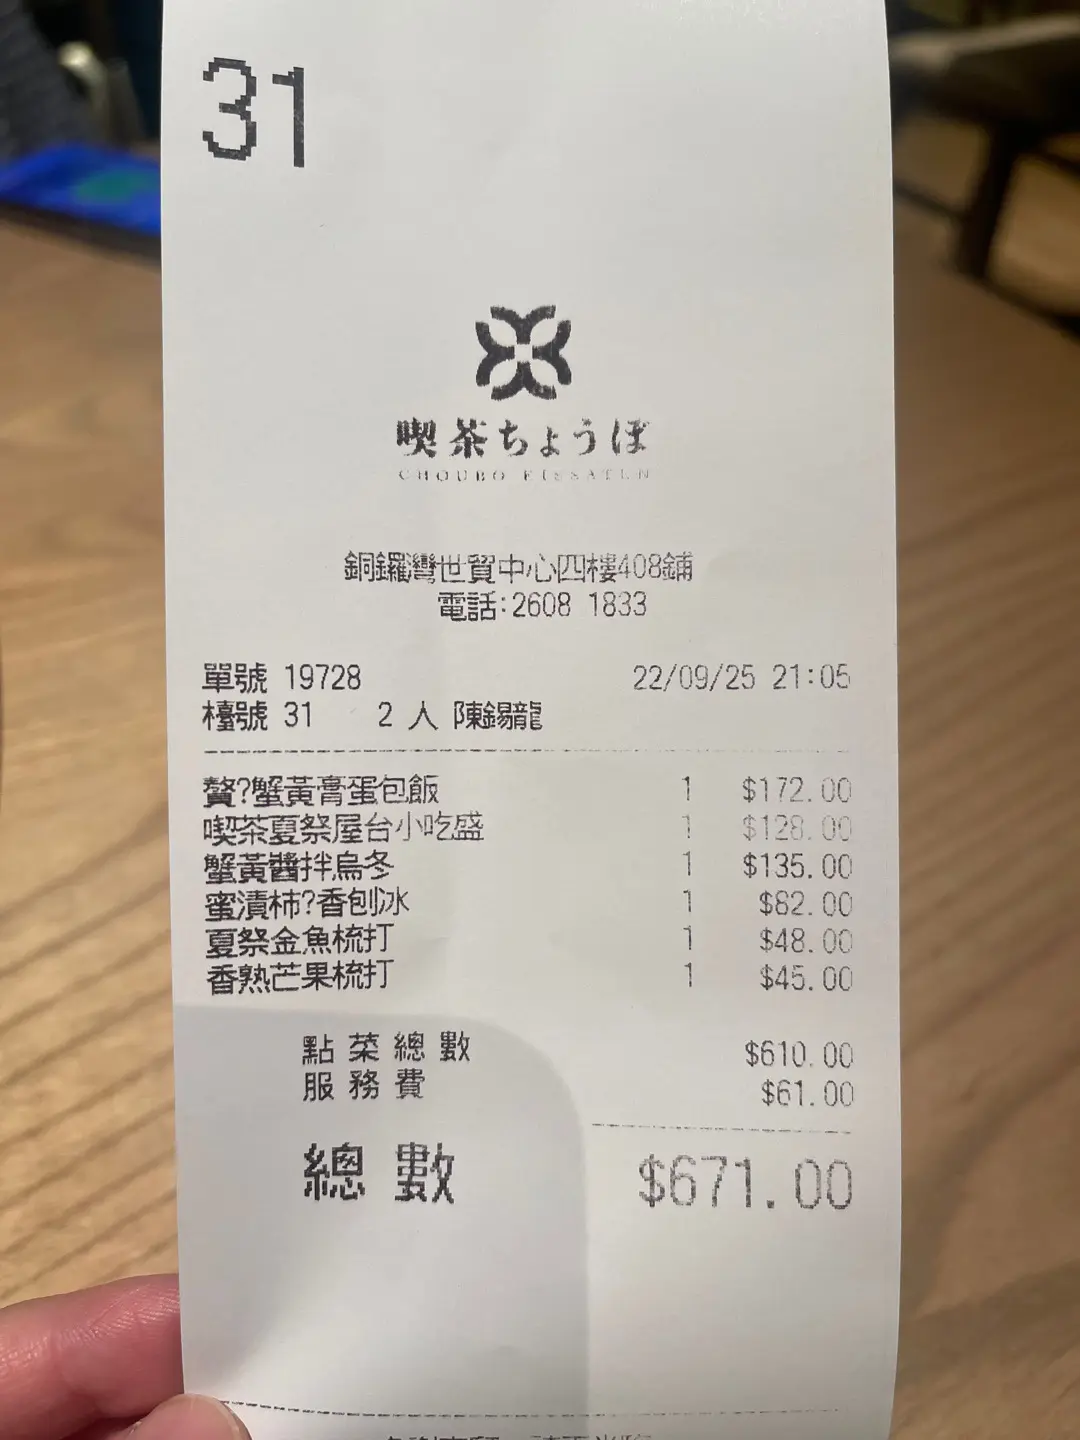 31
喫茶ちょうぼ
CHOUBO KISSATEN
銅鑼灣世貿中心四樓408鋪
電話:2608 1833
單號 19728 22/09/25 21:05
檯號 31 2 人 陳錫龍
贅?蟹黃膏蛋包飯 1 $172.00
喫茶夏祭屋台小吃盛 1 $128.00
蟹黃醬拌烏冬 1 $135.00
蜜漬柿?香刨冰 1 $82.00
夏祭金魚梳打 1 $48.00
香熟芒果梳打 1 $45.00
點菜總數 $610.00
服務費 $61.00
總數 $671.00